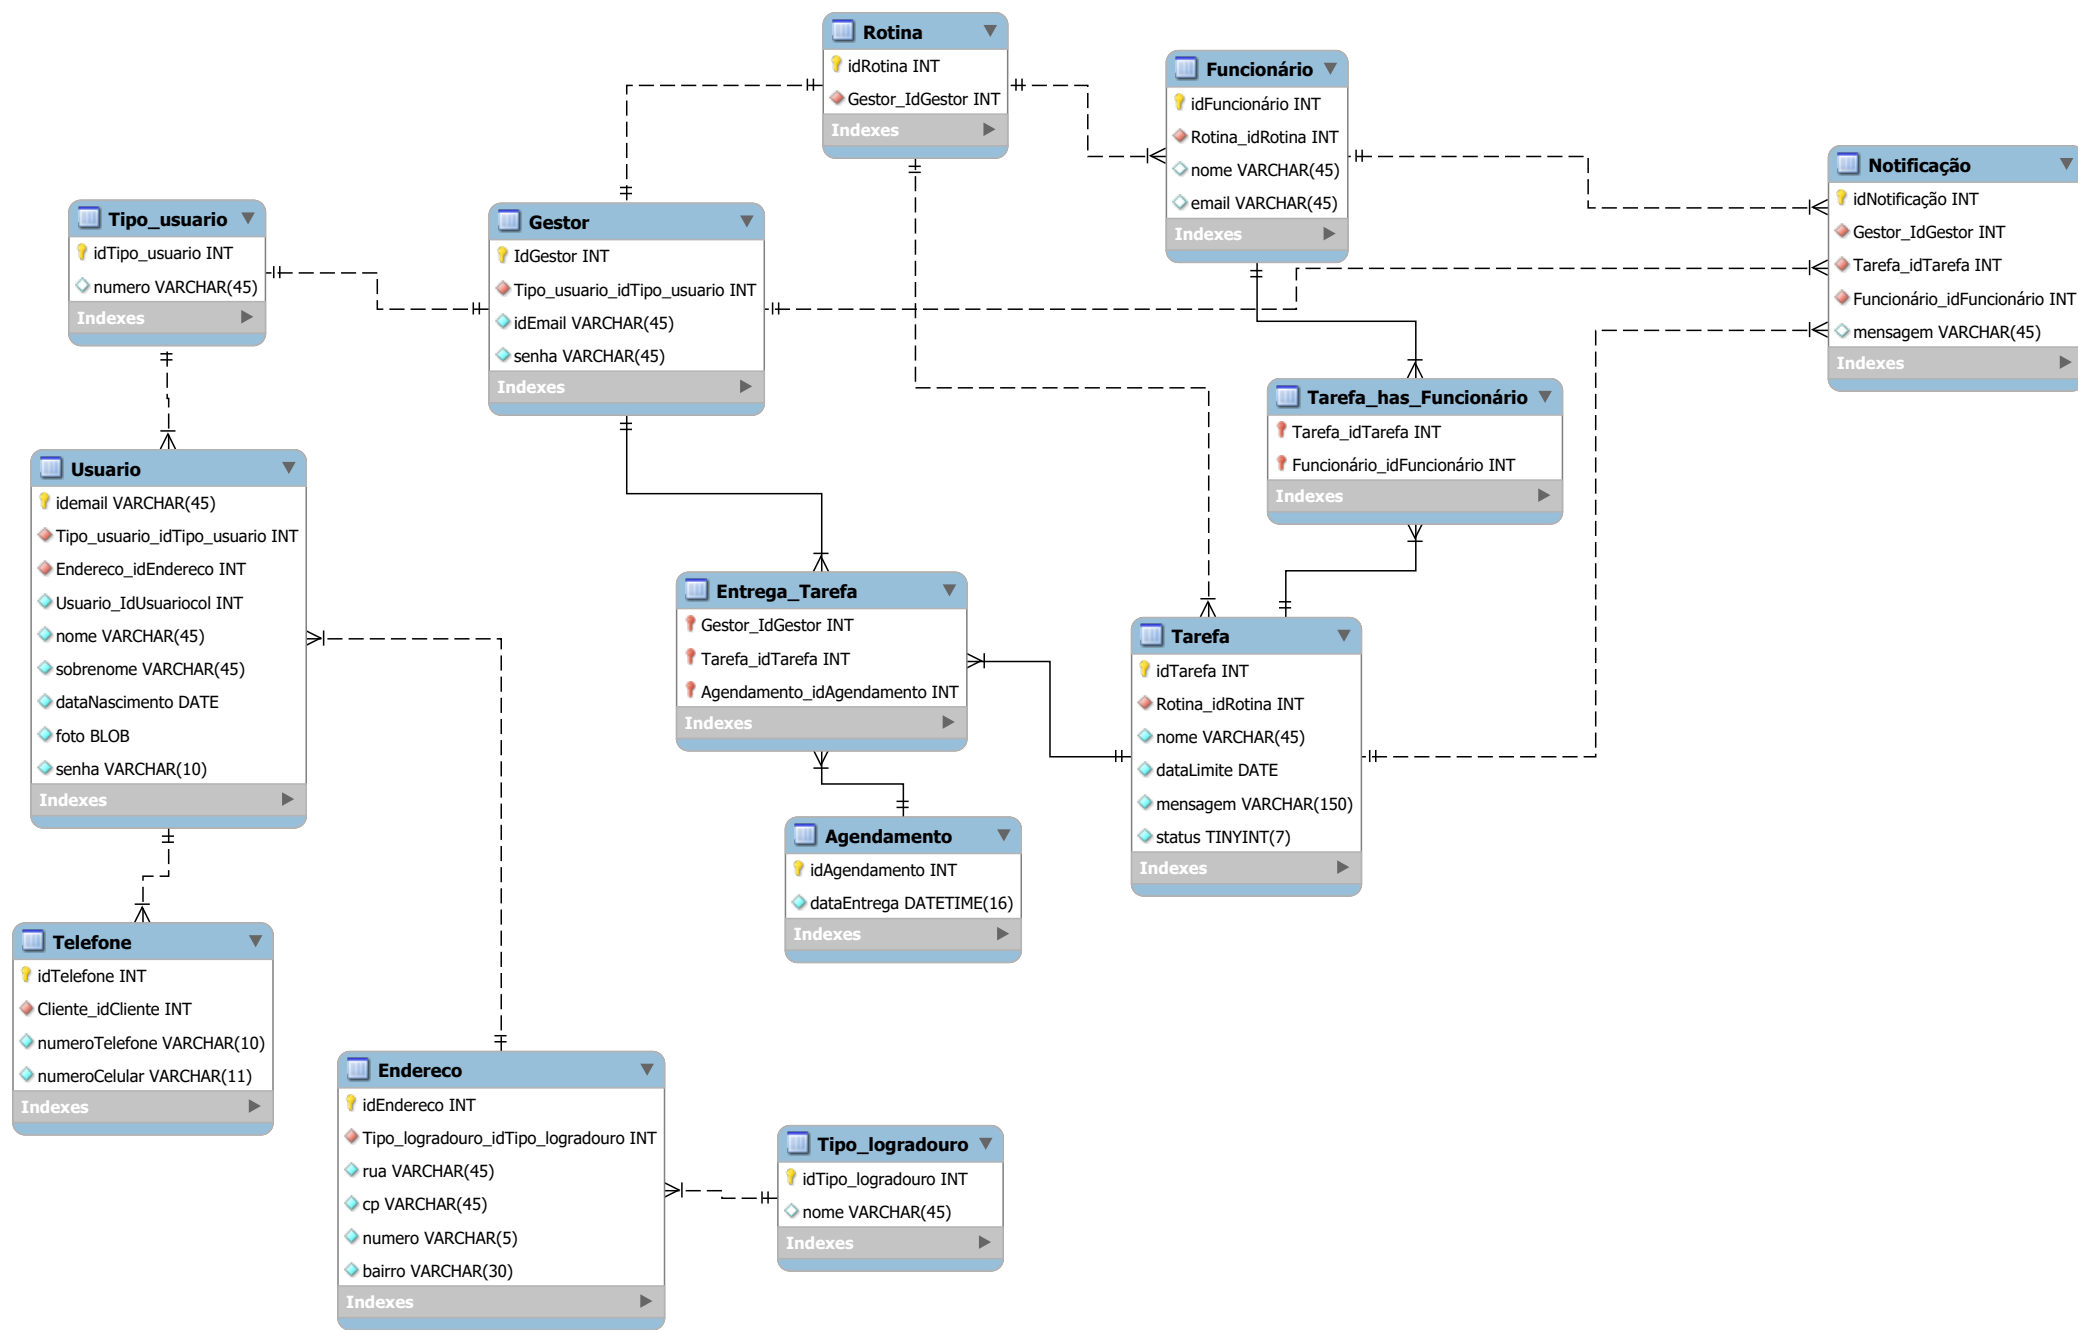 Rotina
idRotina INT
Gestor_IdGestor INT
Indexes
Funcionário
idFuncionário INT
Rotina_idRotina INT
nome VARCHAR(45)
email VARCHAR(45)
Indexes
Notificação
idNotificação INT
Gestor_IdGestor INT
Tarefa_idTarefa INT
Funcionário_idFuncionário INT
mensagem VARCHAR(45)
Indexes
Tipo_usuario
idTipo_usuario INT
numero VARCHAR(45)
Indexes
Gestor
IdGestor INT
Tipo_usuario_idTipo_usuario INT
idEmail VARCHAR(45)
senha VARCHAR(45)
Indexes
Tarefa_has_Funcionário
Tarefa_idTarefa INT
Funcionário_idFuncionário INT
Indexes
Usuario
idemail VARCHAR(45)
Tipo_usuario_idTipo_usuario INT
Endereco_idEndereco INT
Usuario_IdUsuariocol INT
nome VARCHAR(45)
sobrenome VARCHAR(45)
dataNascimento DATE
foto BLOB
senha VARCHAR(10)
Indexes
Entrega_Tarefa
Gestor_IdGestor INT
Tarefa_idTarefa INT
Agendamento_idAgendamento INT
Indexes
Tarefa
idTarefa INT
Rotina_idRotina INT
nome VARCHAR(45)
dataLimite DATE
mensagem VARCHAR(150)
status TINYINT(7)
Indexes
Agendamento
idAgendamento INT
dataEntrega DATETIME(16)
Indexes
Telefone
idTelefone INT
Cliente_idCliente INT
numeroTelefone VARCHAR(10)
numeroCelular VARCHAR(11)
Indexes
Endereco
idEndereco INT
Tipo_logradouro_idTipo_logradouro INT
rua VARCHAR(45)
cp VARCHAR(45)
numero VARCHAR(5)
bairro VARCHAR(30)
Indexes
Tipo_logradouro
idTipo_logradouro INT
nome VARCHAR(45)
Indexes